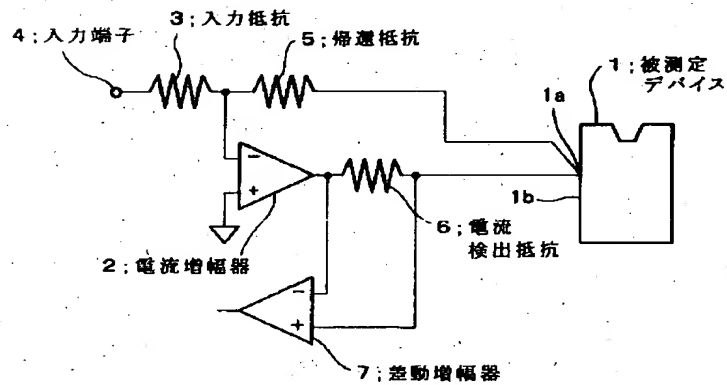 3;入力抵抗
4;入力端子
5;帰還抵抗
1;被測定
デバイス
1a
1b
−
+
6;電流
検出抵抗
2;電流増幅器
−
+
7;差動増幅器